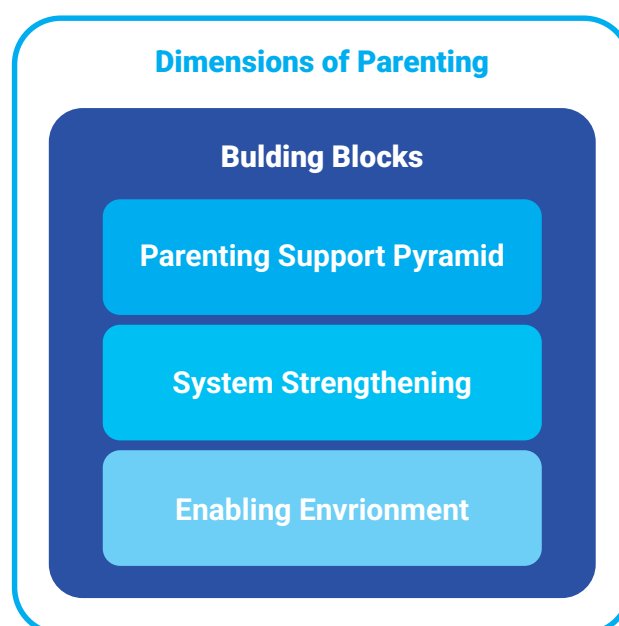 Dimensions of Parenting
Bulding Blocks
Parenting Support Pyramid
System Strengthening
Enabling Envrionment